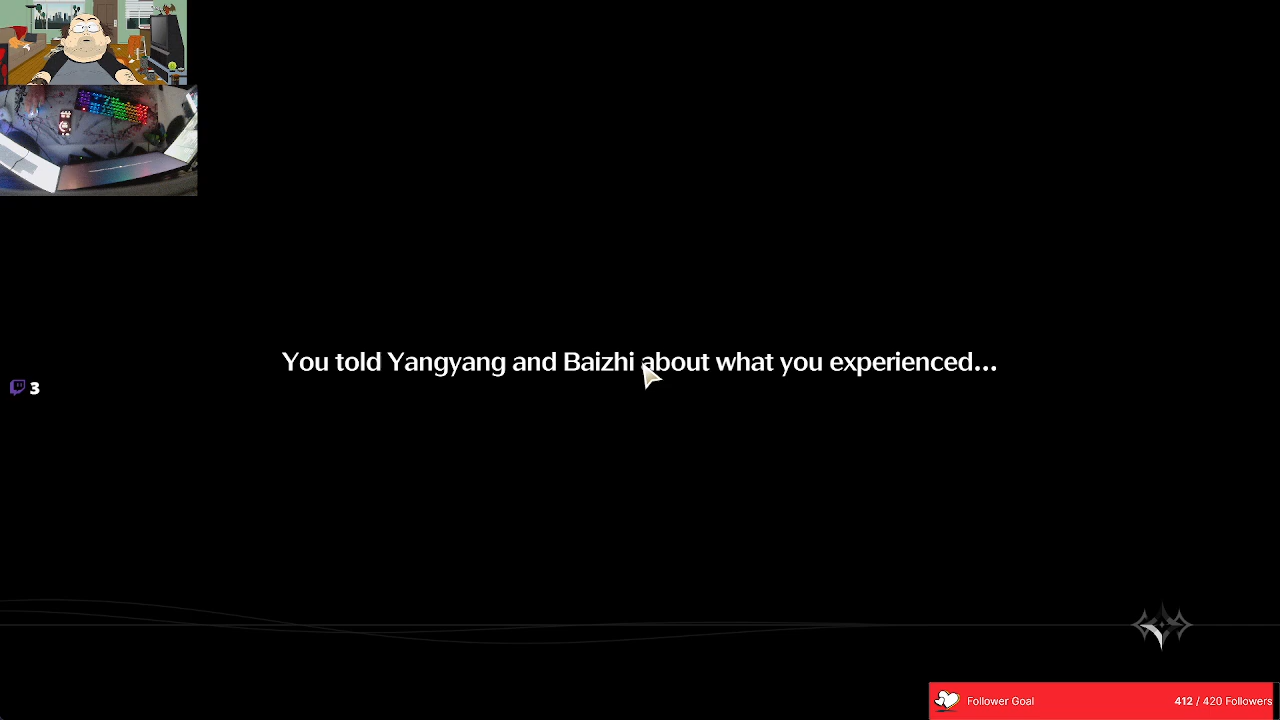 You told Yangyang and Baizhi about what you experienced...
3
Follower Goal
412 / 420 Followers